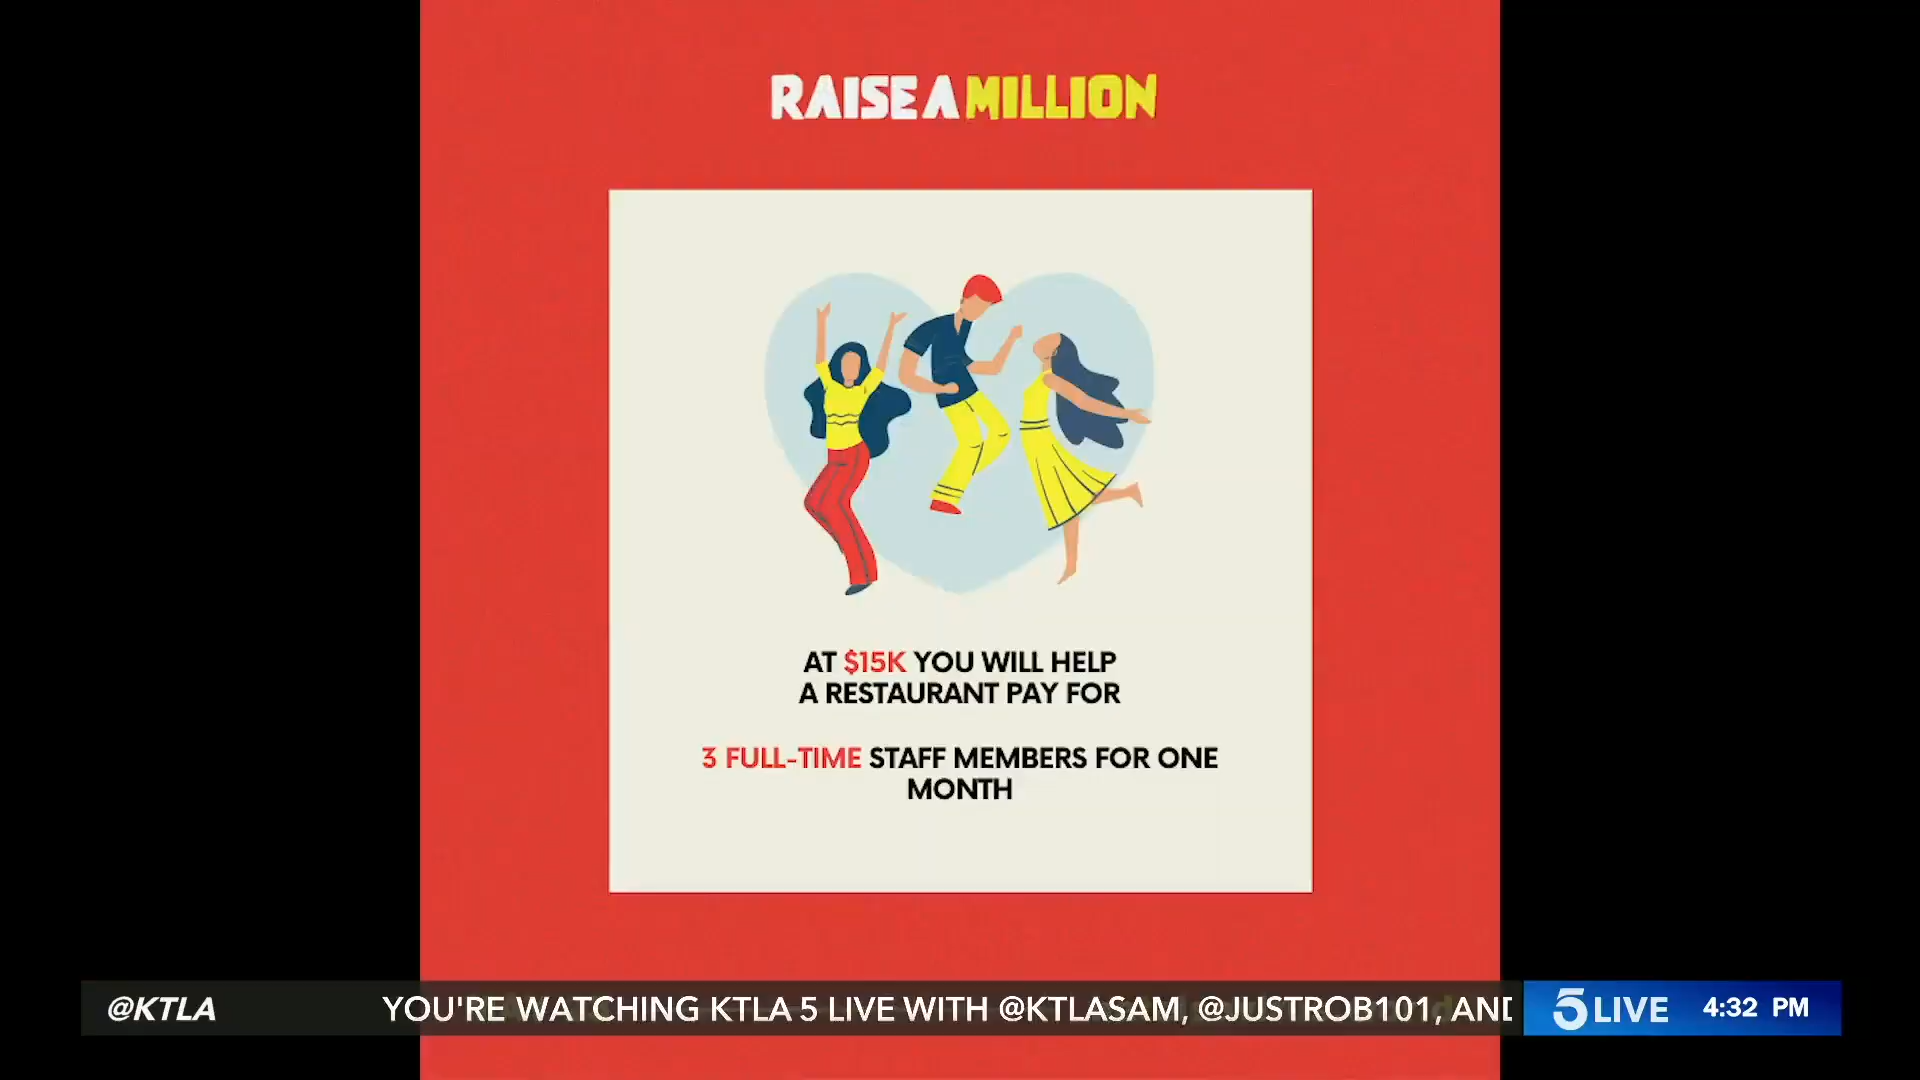 RAISE A MILLION
AT $15K YOU WILL HELP
A RESTAURANT PAY FOR
3 FULL-TIME STAFF MEMBERS FOR ONE
MONTH
@KTLA YOU'RE WATCHING KTLA 5 LIVE WITH @KTLASAM, @JUSTROB101, AND 5 LIVE 4:32 PM